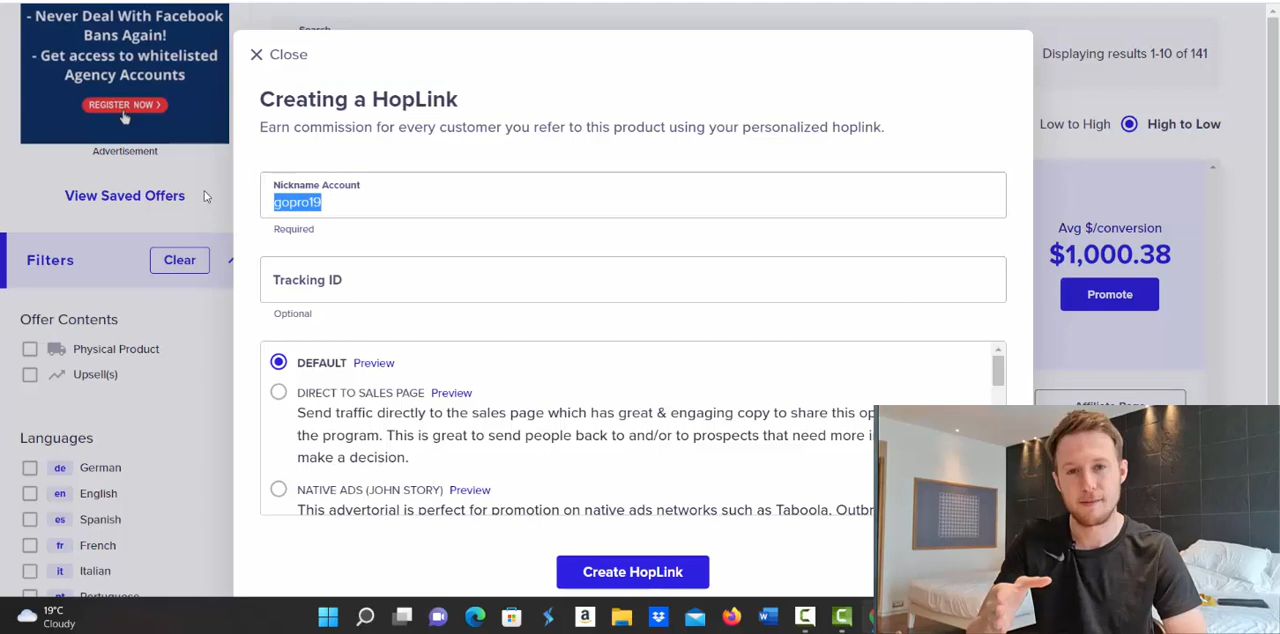 - Never Deal With Facebook
Bans Again!
- Get access to whitelisted
Agency Accounts
REGISTER NOW >
Advertisement
View Saved Offers
Filters
Clear
Offer Contents
Physical Product
Upsell(s)
Languages
de German
en English
es Spanish
fr French
it Italian
Search
Close
Creating a HopLink
Earn commission for every customer you refer to this product using your personalized hoplink.
Nickname Account
gopro19
Required
Tracking ID
Optional
DEFAULT Preview
DIRECT TO SALES PAGE Preview
Send traffic directly to the sales page which has great & engaging copy to share this op
the program. This is great to send people back to and/or to prospects that need more i
make a decision.
NATIVE ADS (JOHN STORY) Preview
This advertorial is perfect for promotion on native ads networks such as Taboola, Outbr
Create HopLink
Displaying results 1-10 of 141
Low to High High to Low
Avg $/conversion
$1,000.38
Promote
19°C
Cloudy